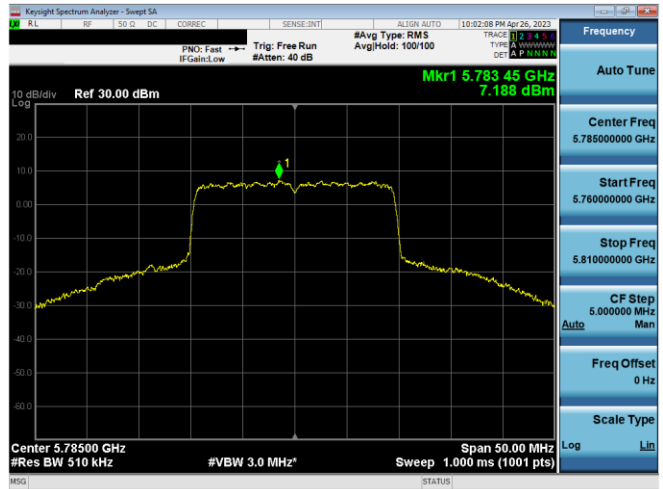 Keysight Spectrum Analyzer - Swept SA
RL RF 50 Ω DC CORREC SENSE:INT ALIGN AUTO 10:02:08 PM Apr 26, 2023
#Avg Type: RMS TRACE 1 2 3 4 5 6
PNO: Fast Trig: Free Run Avg|Hold: 100/100 TYPE A WWWWW
IFGain:Low #Atten: 40 dB DET A P N N N N
Mkr1 5.783 45 GHz
7.188 dBm
10 dB/div Ref 30.00 dBm
Log
20.0
1
10.0
0.00
-10.0
-20.0
-30.0
-40.0
-50.0
-60.0
Center 5.78500 GHz Span 50.00 MHz
#Res BW 510 kHz #VBW 3.0 MHz* Sweep 1.000 ms (1001 pts)
MSG STATUS
Frequency
Auto Tune
Center Freq
5.785000000 GHz
Start Freq
5.760000000 GHz
Stop Freq
5.810000000 GHz
CF Step
5.000000 MHz
Auto Man
Freq Offset
0 Hz
Scale Type
Log Lin